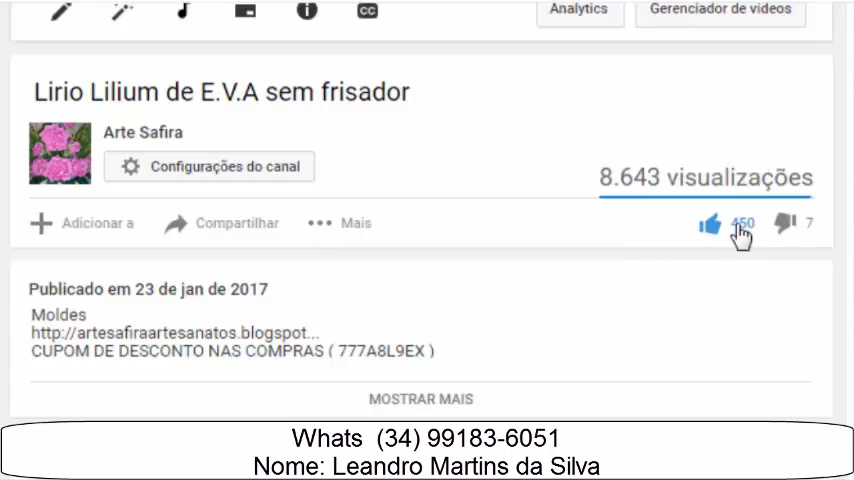 CC
Analytics
Gerenciador de vídeos
Lirio Lilium de E.V.A sem frisador
Arte Safira
Configurações do canal
8.643 visualizações
Adicionar a
Compartilhar
Mais
450
7
Publicado em 23 de jan de 2017
Moldes
http://artesafiraartesanatos.blogspot...
CUPOM DE DESCONTO NAS COMPRAS ( 777A8L9EX )
MOSTRAR MAIS
Whats (34) 99183-6051
Nome: Leandro Martins da Silva